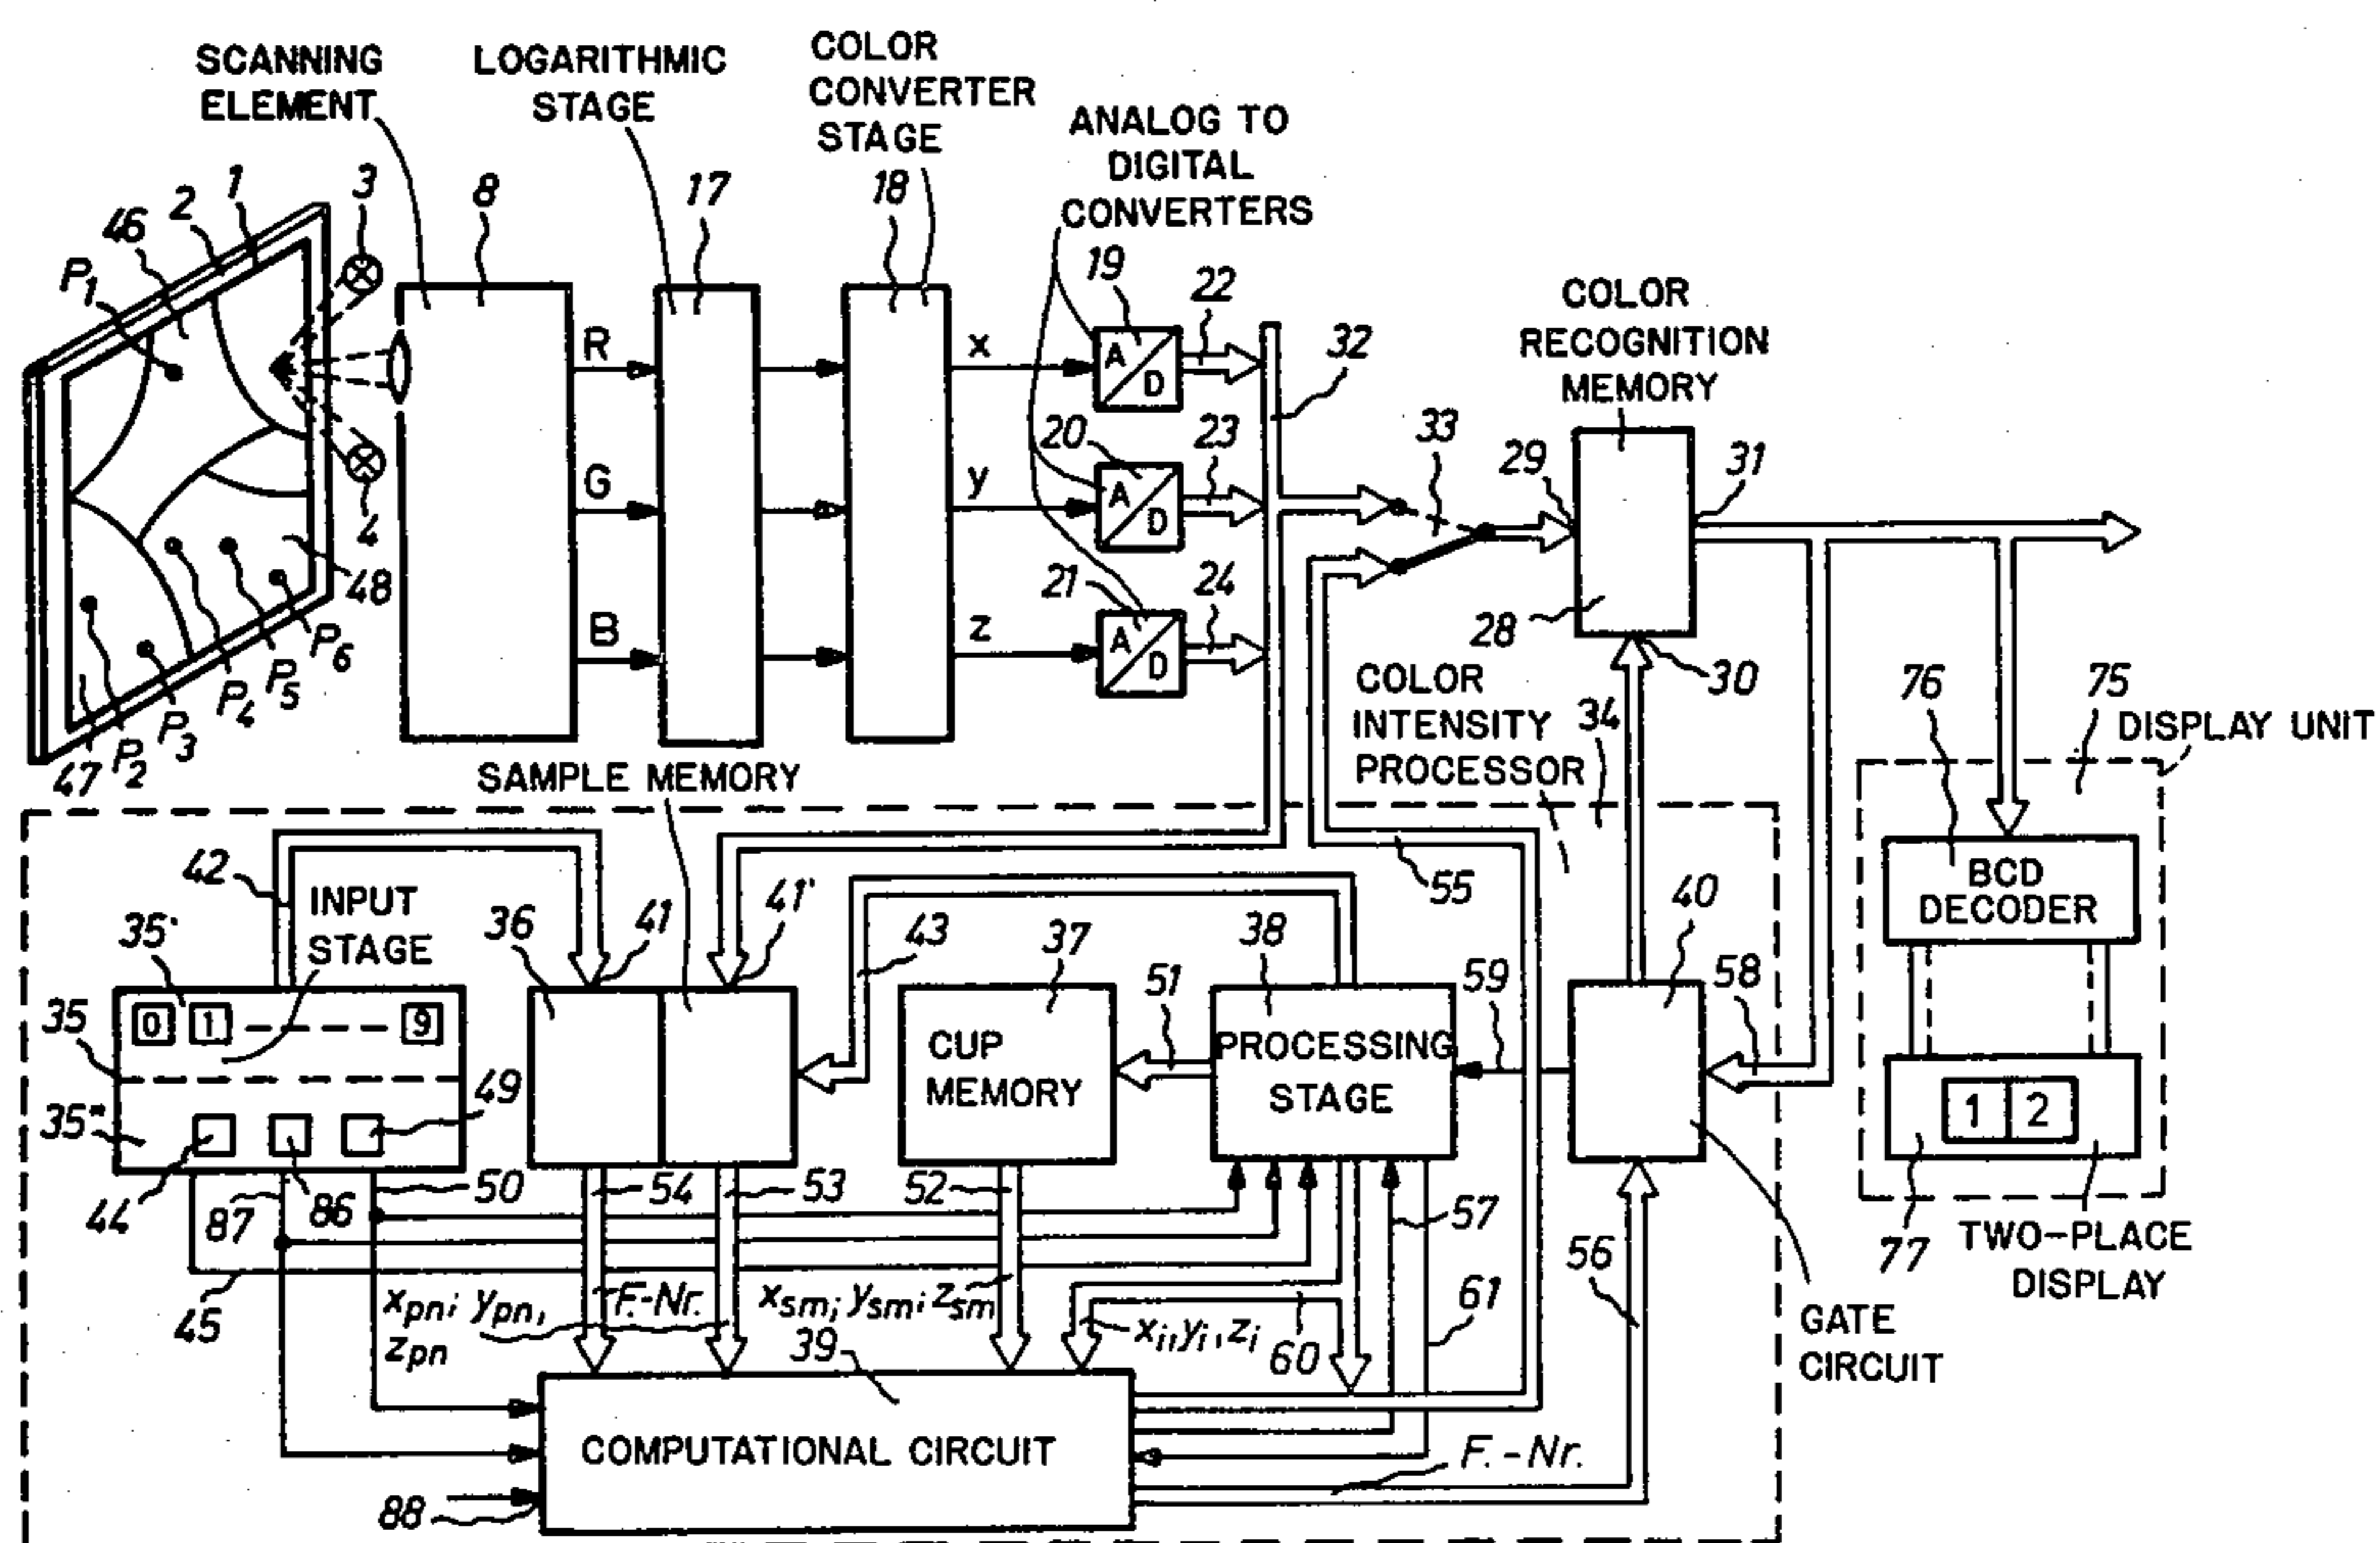 SCANNING
ELEMENT
LOGARITHMIC
STAGE
COLOR
CONVERTER
STAGE
ANALOG TO
DIGITAL
CONVERTERS
46
2
1
3
8
17
18
19
22
P1
R
x
A
D
32
COLOR
RECOGNITION
MEMORY
G
y
20
A
D
23
33
29
31
4
48
B
z
21
A
D
24
28
30
47
P2
P3
P4
P5
P6
COLOR
INTENSITY
PROCESSOR
34
76
75
DISPLAY UNIT
SAMPLE MEMORY
42
INPUT
STAGE
35'
36
41
41'
43
37
38
55
59
40
58
BCD
DECODER
35
0
1
9
CUP
MEMORY
51
PROCESSING
STAGE
35"
49
1
2
44
87
86
50
54
53
52
57
56
77
TWO-PLACE
DISPLAY
45
xpn; ypn,
zpn
F.-Nr.
xsm; ysm; zsm
39
xi, yi, zi
60
61
GATE
CIRCUIT
COMPUTATIONAL CIRCUIT
F.-Nr.
88